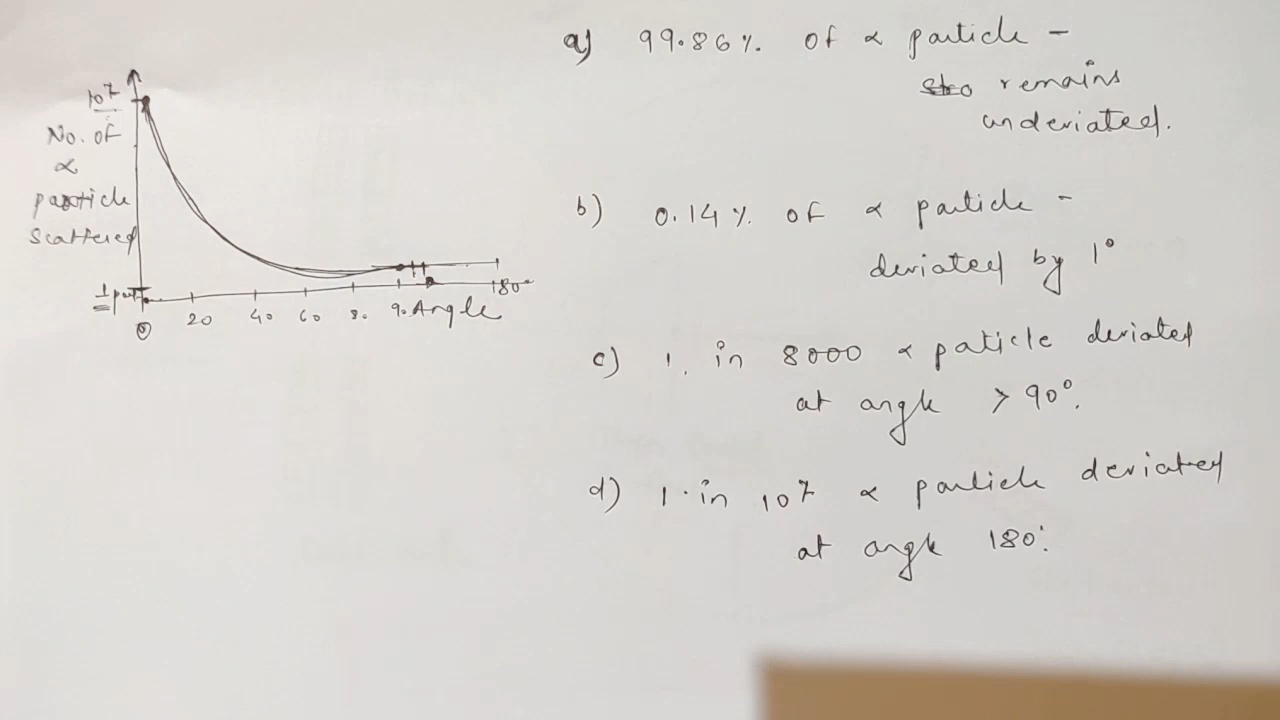 10⁷
No. of
α
particle
scattered
1 part
0 20 40 60 80 90 Angle 180°
a) 99.86% of α particle -
remains
undeviated.
b) 0.14% of α particle -
deviated by 1°
c) 1 in 8000 α paticle deviated
at angle > 90°.
d) 1 in 10⁷ α particle deviated
at angle 180°.